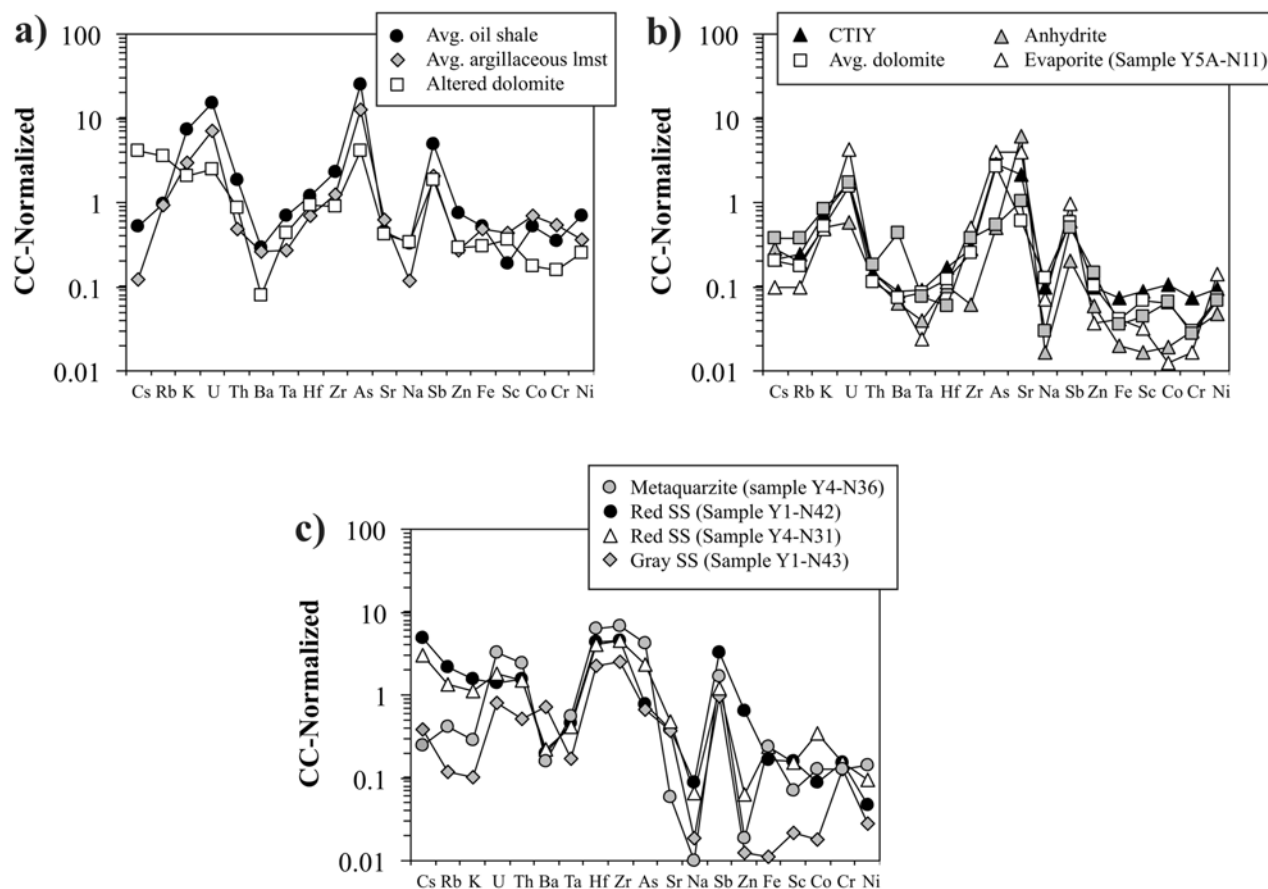 a)
100
10
1
0.1
0.01
CC-Normalized
Avg. oil shale
Avg. argillaceous lmst
Altered dolomite
Cs Rb K U Th Ba Ta Hf Zr As Sr Na Sb Zn Fe Sc Co Cr Ni
b)
100
10
1
0.1
0.01
CC-Normalized
CTIY Anhydrite
Avg. dolomite Evaporite (Sample Y5A-N11)
Cs Rb K U Th Ba Ta Hf Zr As Sr Na Sb Zn Fe Sc Co Cr Ni
c)
100
10
1
0.1
0.01
CC-Normalized
Metaquarzite (sample Y4-N36)
Red SS (Sample Y1-N42)
Red SS (Sample Y4-N31)
Gray SS (Sample Y1-N43)
Cs Rb K U Th Ba Ta Hf Zr As Sr Na Sb Zn Fe Sc Co Cr Ni